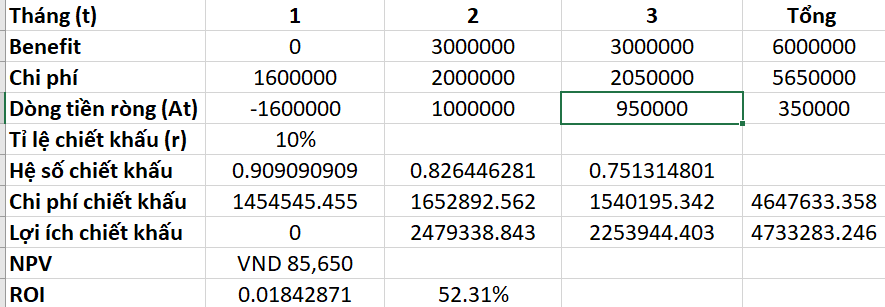 Tháng (t) 1 2 3 Tổng
Benefit 0 3000000 3000000 6000000
Chi phí 1600000 2000000 2050000 5650000
Dòng tiền ròng (At) -1600000 1000000 950000 350000
Tỉ lệ chiết khấu (r) 10%
Hệ số chiết khấu 0.909090909 0.826446281 0.751314801
Chi phí chiết khấu 1454545.455 1652892.562 1540195.342 4647633.358
Lợi ích chiết khấu 0 2479338.843 2253944.403 4733283.246
NPV VND 85,650
ROI 0.01842871 52.31%